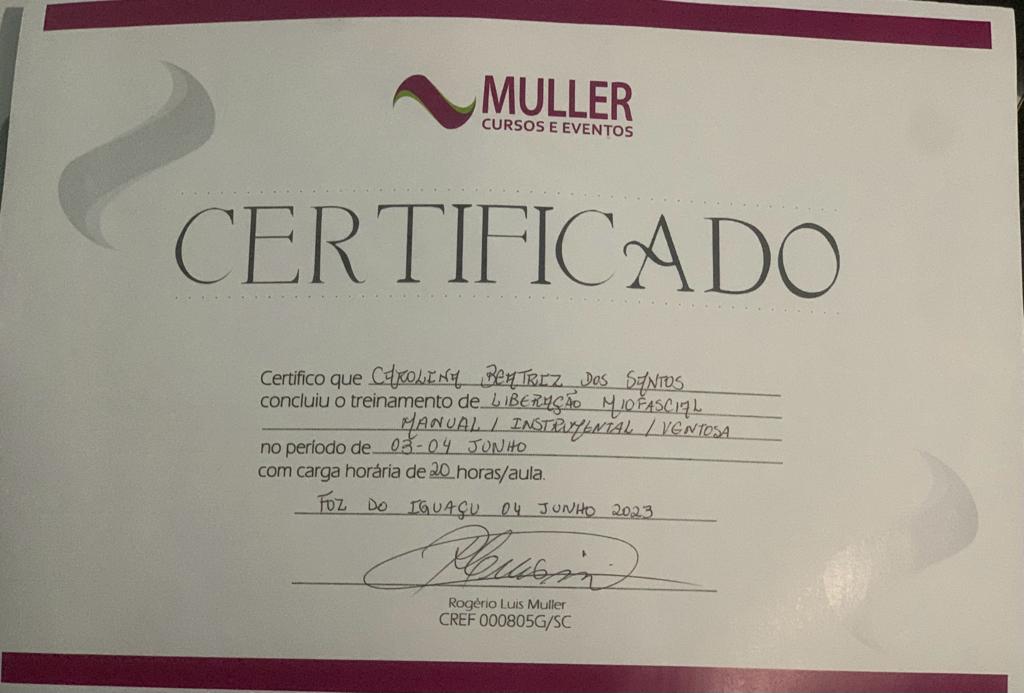 MULLER
CURSOS E EVENTOS
CERTIFICADO
Certifico que CAROLINA BEATRIZ DOS SANTOS
concluiu o treinamento de LIBERAÇÃO MIOFASCIAL
MANUAL / INSTRUMENTAL / VENTOSA
no período de 03-04 JUNHO
com carga horária de 20 horas/aula.
FOZ DO IGUAÇU 04 JUNHO 2023
Rogério Luis Muller
CREF 000805G/SC